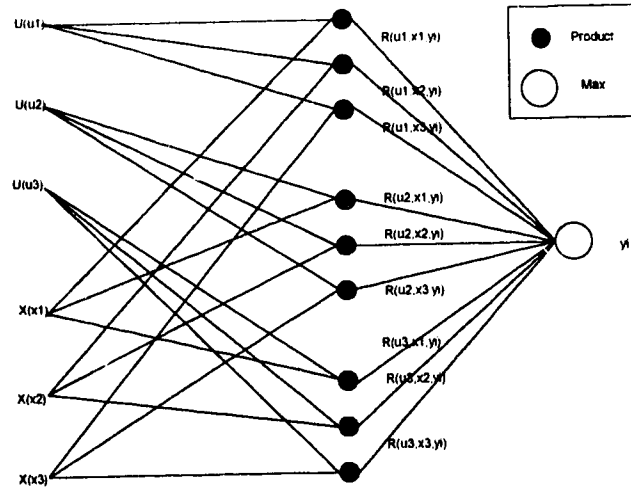 U(u1)
U(u2)
U(u3)
X(x1)
X(x2)
X(x3)
R(u1,x1,yi)
R(u1,x2,yi)
R(u1,x3,yi)
R(u2,x1,yi)
R(u2,x2,yi)
R(u2,x3,yi)
R(u3,x1,yi)
R(u3,x2,yi)
R(u3,x3,yi)
Product
Max
yi